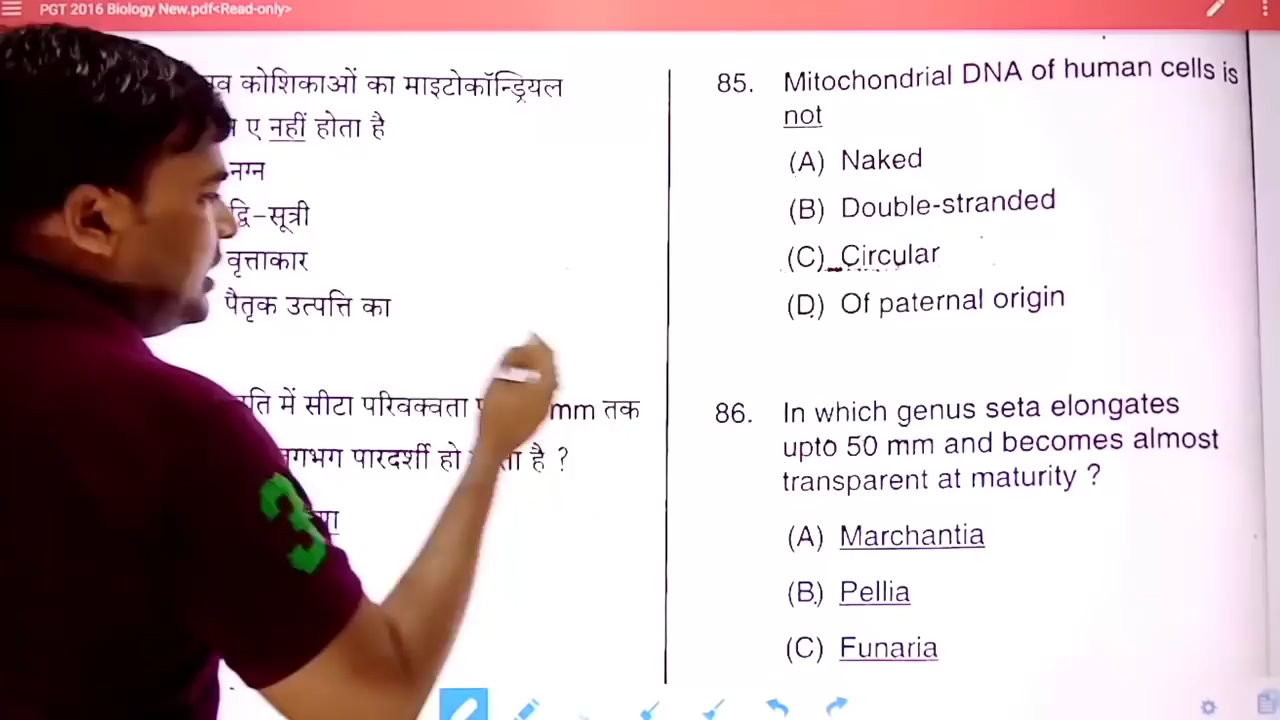 PGT 2016 Biology New.pdf<Read-only>
कोशिकाओं का माइटोकॉन्ड्रियल
ए नहीं होता है
नग्न
द्वि-सूत्री
वृत्ताकार
पैतृक उत्पत्ति का
में सीटा परिवक्वता mm तक
पारदर्शी हो है ?
3
85. Mitochondrial DNA of human cells is
not
(A) Naked
(B) Double-stranded
(C) Circular
(D) Of paternal origin
86. In which genus seta elongates
upto 50 mm and becomes almost
transparent at maturity ?
(A) Marchantia
(B) Pellia
(C) Funaria